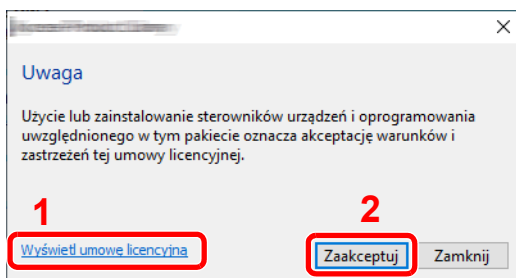 Uwaga
Użycie lub zainstalowanie sterowników urządzeń i oprogramowania
uwzględnionego w tym pakiecie oznacza akceptację warunków i
zastrzeżeń tej umowy licencyjnej.
1
2
Wyświetl umowę licencyjną
Zaakceptuj Zamknij